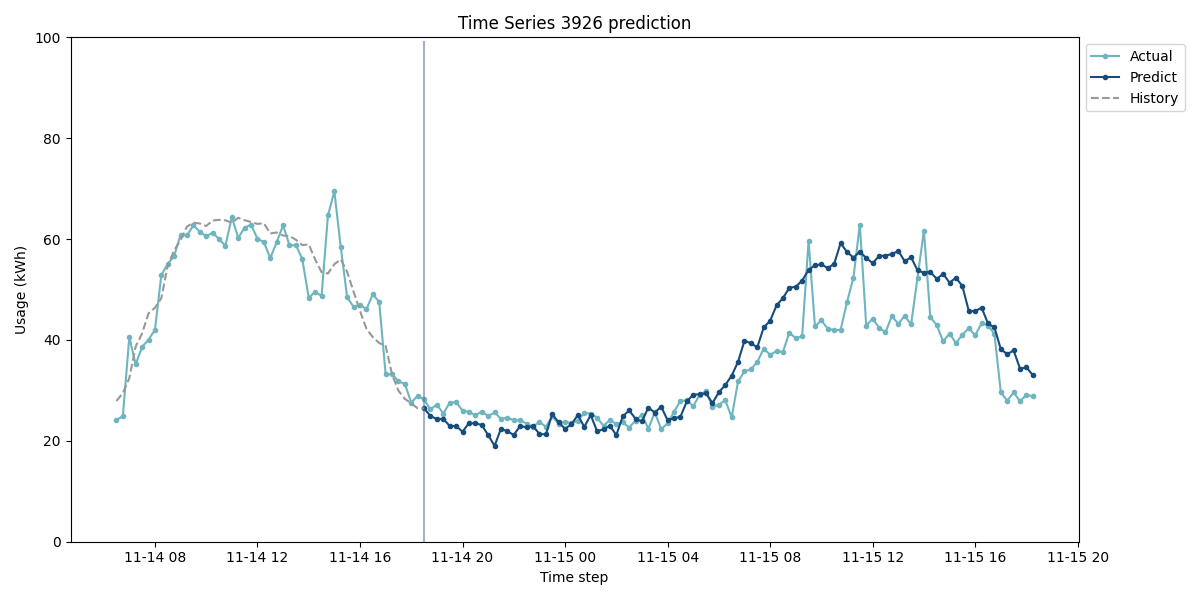 Time Series 3926 prediction
Usage (kWh)
100
80
60
40
20
0
11-14 08
11-14 12
11-14 16
11-14 20
11-15 00
11-15 04
11-15 08
11-15 12
11-15 16
11-15 20
Time step
Actual
Predict
History